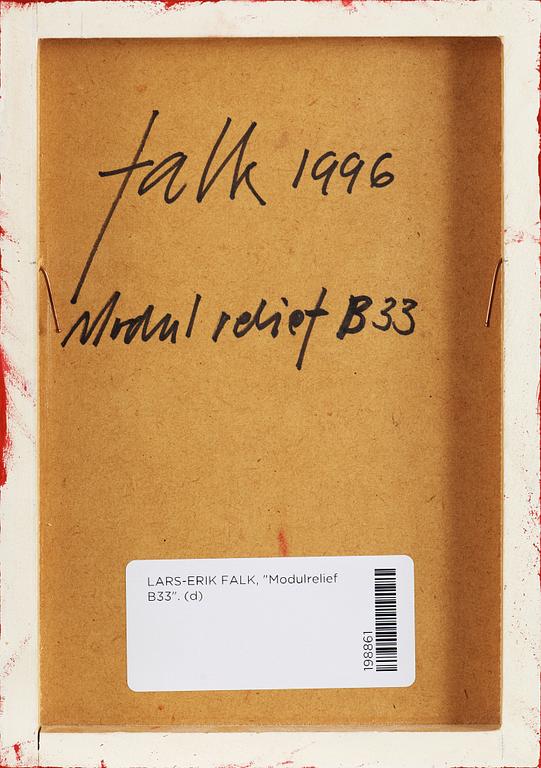 falk 1996
Modul relief B33
LARS-ERIK FALK, "Modulrelief
B33". (d)
198861